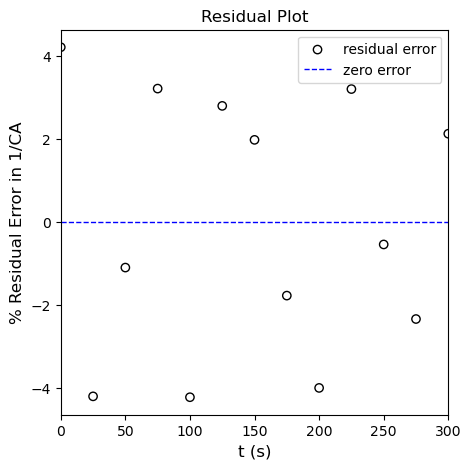 Residual Plot
residual error
zero error
% Residual Error in 1/CA
4
2
0
−2
−4
0
50
100
150
200
250
300
t (s)